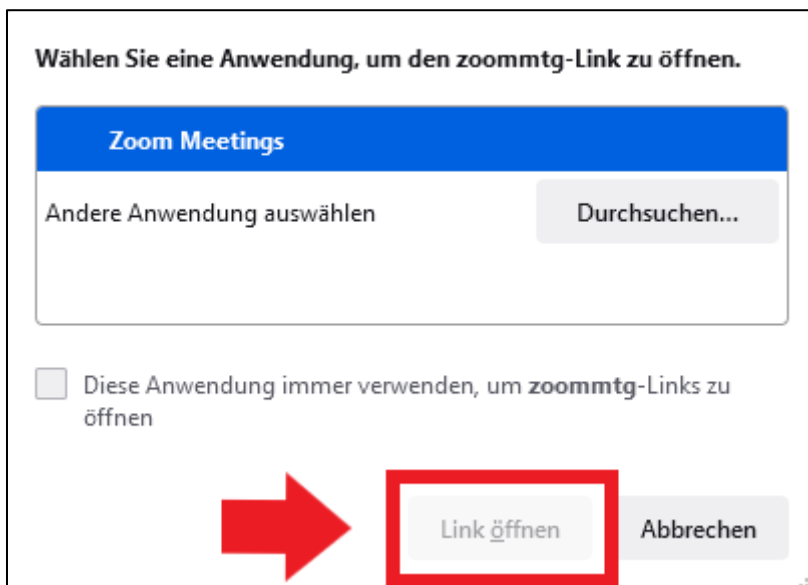 Wählen Sie eine Anwendung, um den zoommtg-Link zu öffnen.
Zoom Meetings
Andere Anwendung auswählen
Durchsuchen...
Diese Anwendung immer verwenden, um zoommtg-Links zu
öffnen
Link öffnen
Abbrechen